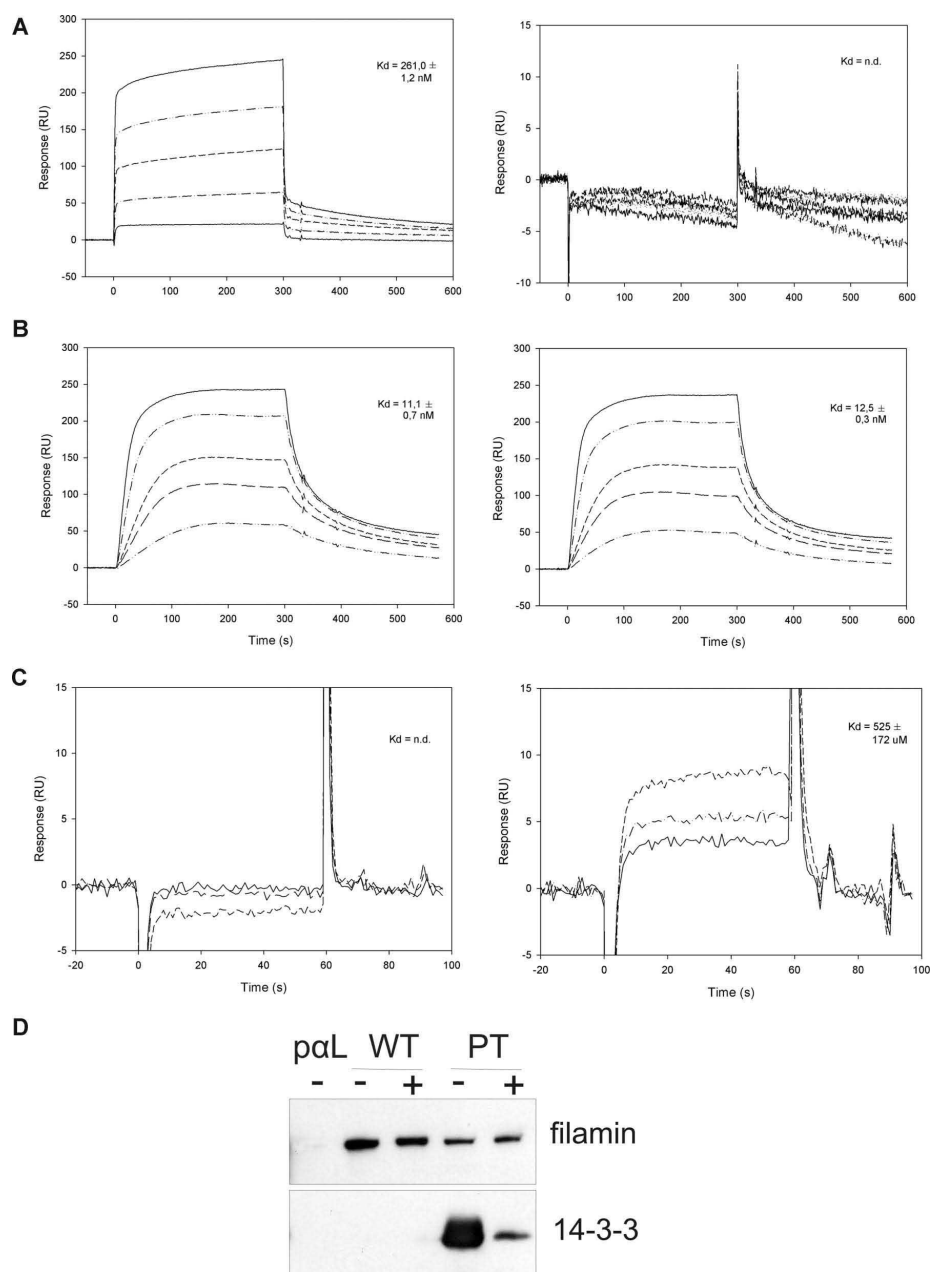 A
300
250
200
150
100
50
0
-50
Response (RU)
Kd = 261,0 ±
1,2 nM
0 100 200 300 400 500 600
15
10
5
0
-5
-10
Response (RU)
Kd = n.d.
0 100 200 300 400 500 600
B
300
250
200
150
100
50
0
-50
Response (RU)
Kd = 11,1 ±
0,7 nM
0 100 200 300 400 500 600
Time (s)
300
250
200
150
100
50
0
-50
Response (RU)
Kd = 12,5 ±
0,3 nM
0 100 200 300 400 500 600
Time (s)
C
15
10
5
0
-5
Response (RU)
Kd = n.d.
-20 0 20 40 60 80 100
Time (s)
15
10
5
0
-5
Response (RU)
Kd = 525 ±
172 uM
-20 0 20 40 60 80 100
Time (s)
D
pαL WT PT
- - + - +
filamin
14-3-3